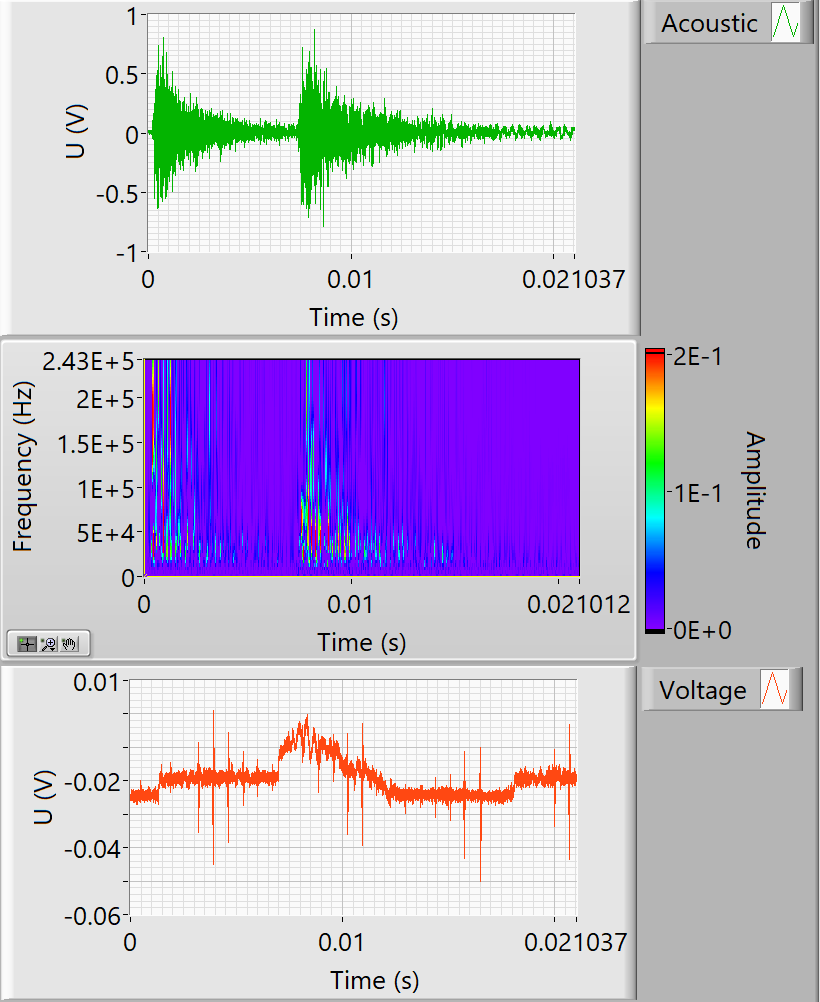 Acoustic
1
0.5
0
-0.5
-1
U (V)
0 0.01 0.021037
Time (s)
2.43E+5
2E+5
1.5E+5
1E+5
5E+4
0
Frequency (Hz)
0 0.01 0.021012
Time (s)
2E-1
1E-1
0E+0
Amplitude
Voltage
0.01
-0.02
-0.04
-0.06
U (V)
0 0.01 0.021037
Time (s)